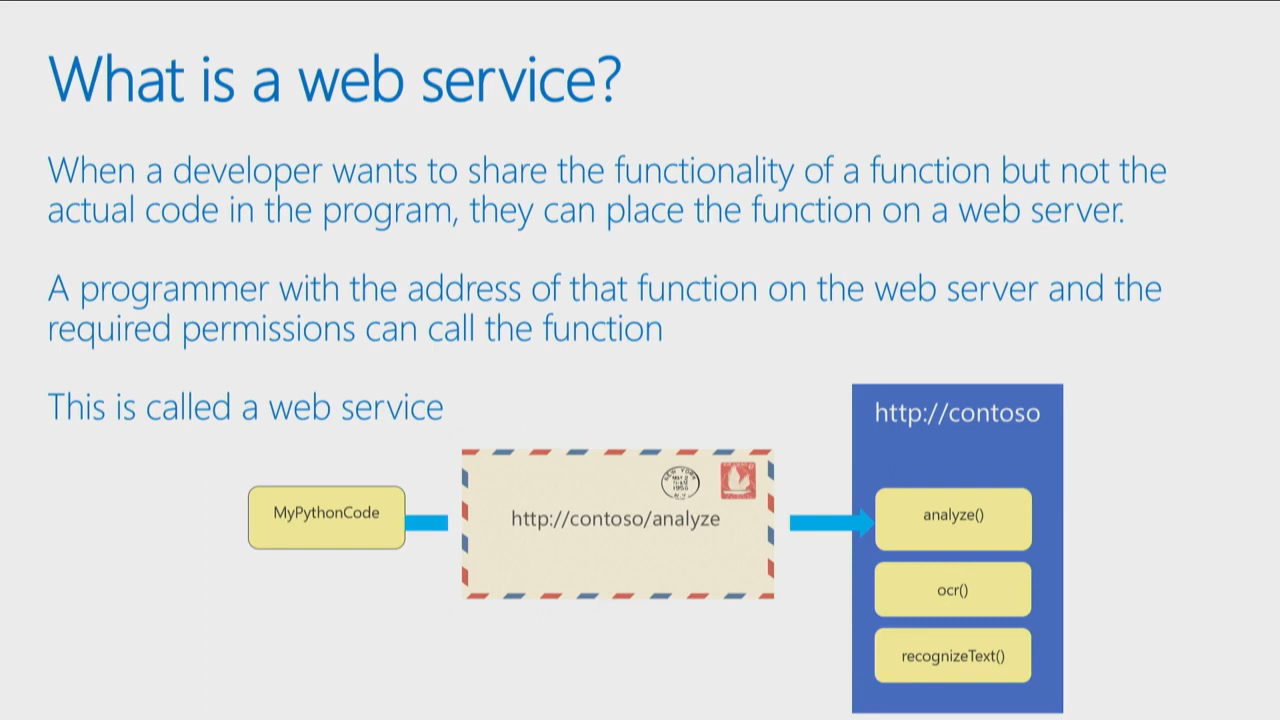 What is a web service?
When a developer wants to share the functionality of a function but not the
actual code in the program, they can place the function on a web server.
A programmer with the address of that function on the web server and the
required permissions can call the function
This is called a web service
MyPythonCode
NEW YORK
1956
N.Y.
http://contoso/analyze
http://contoso
analyze()
ocr()
recognizeText()